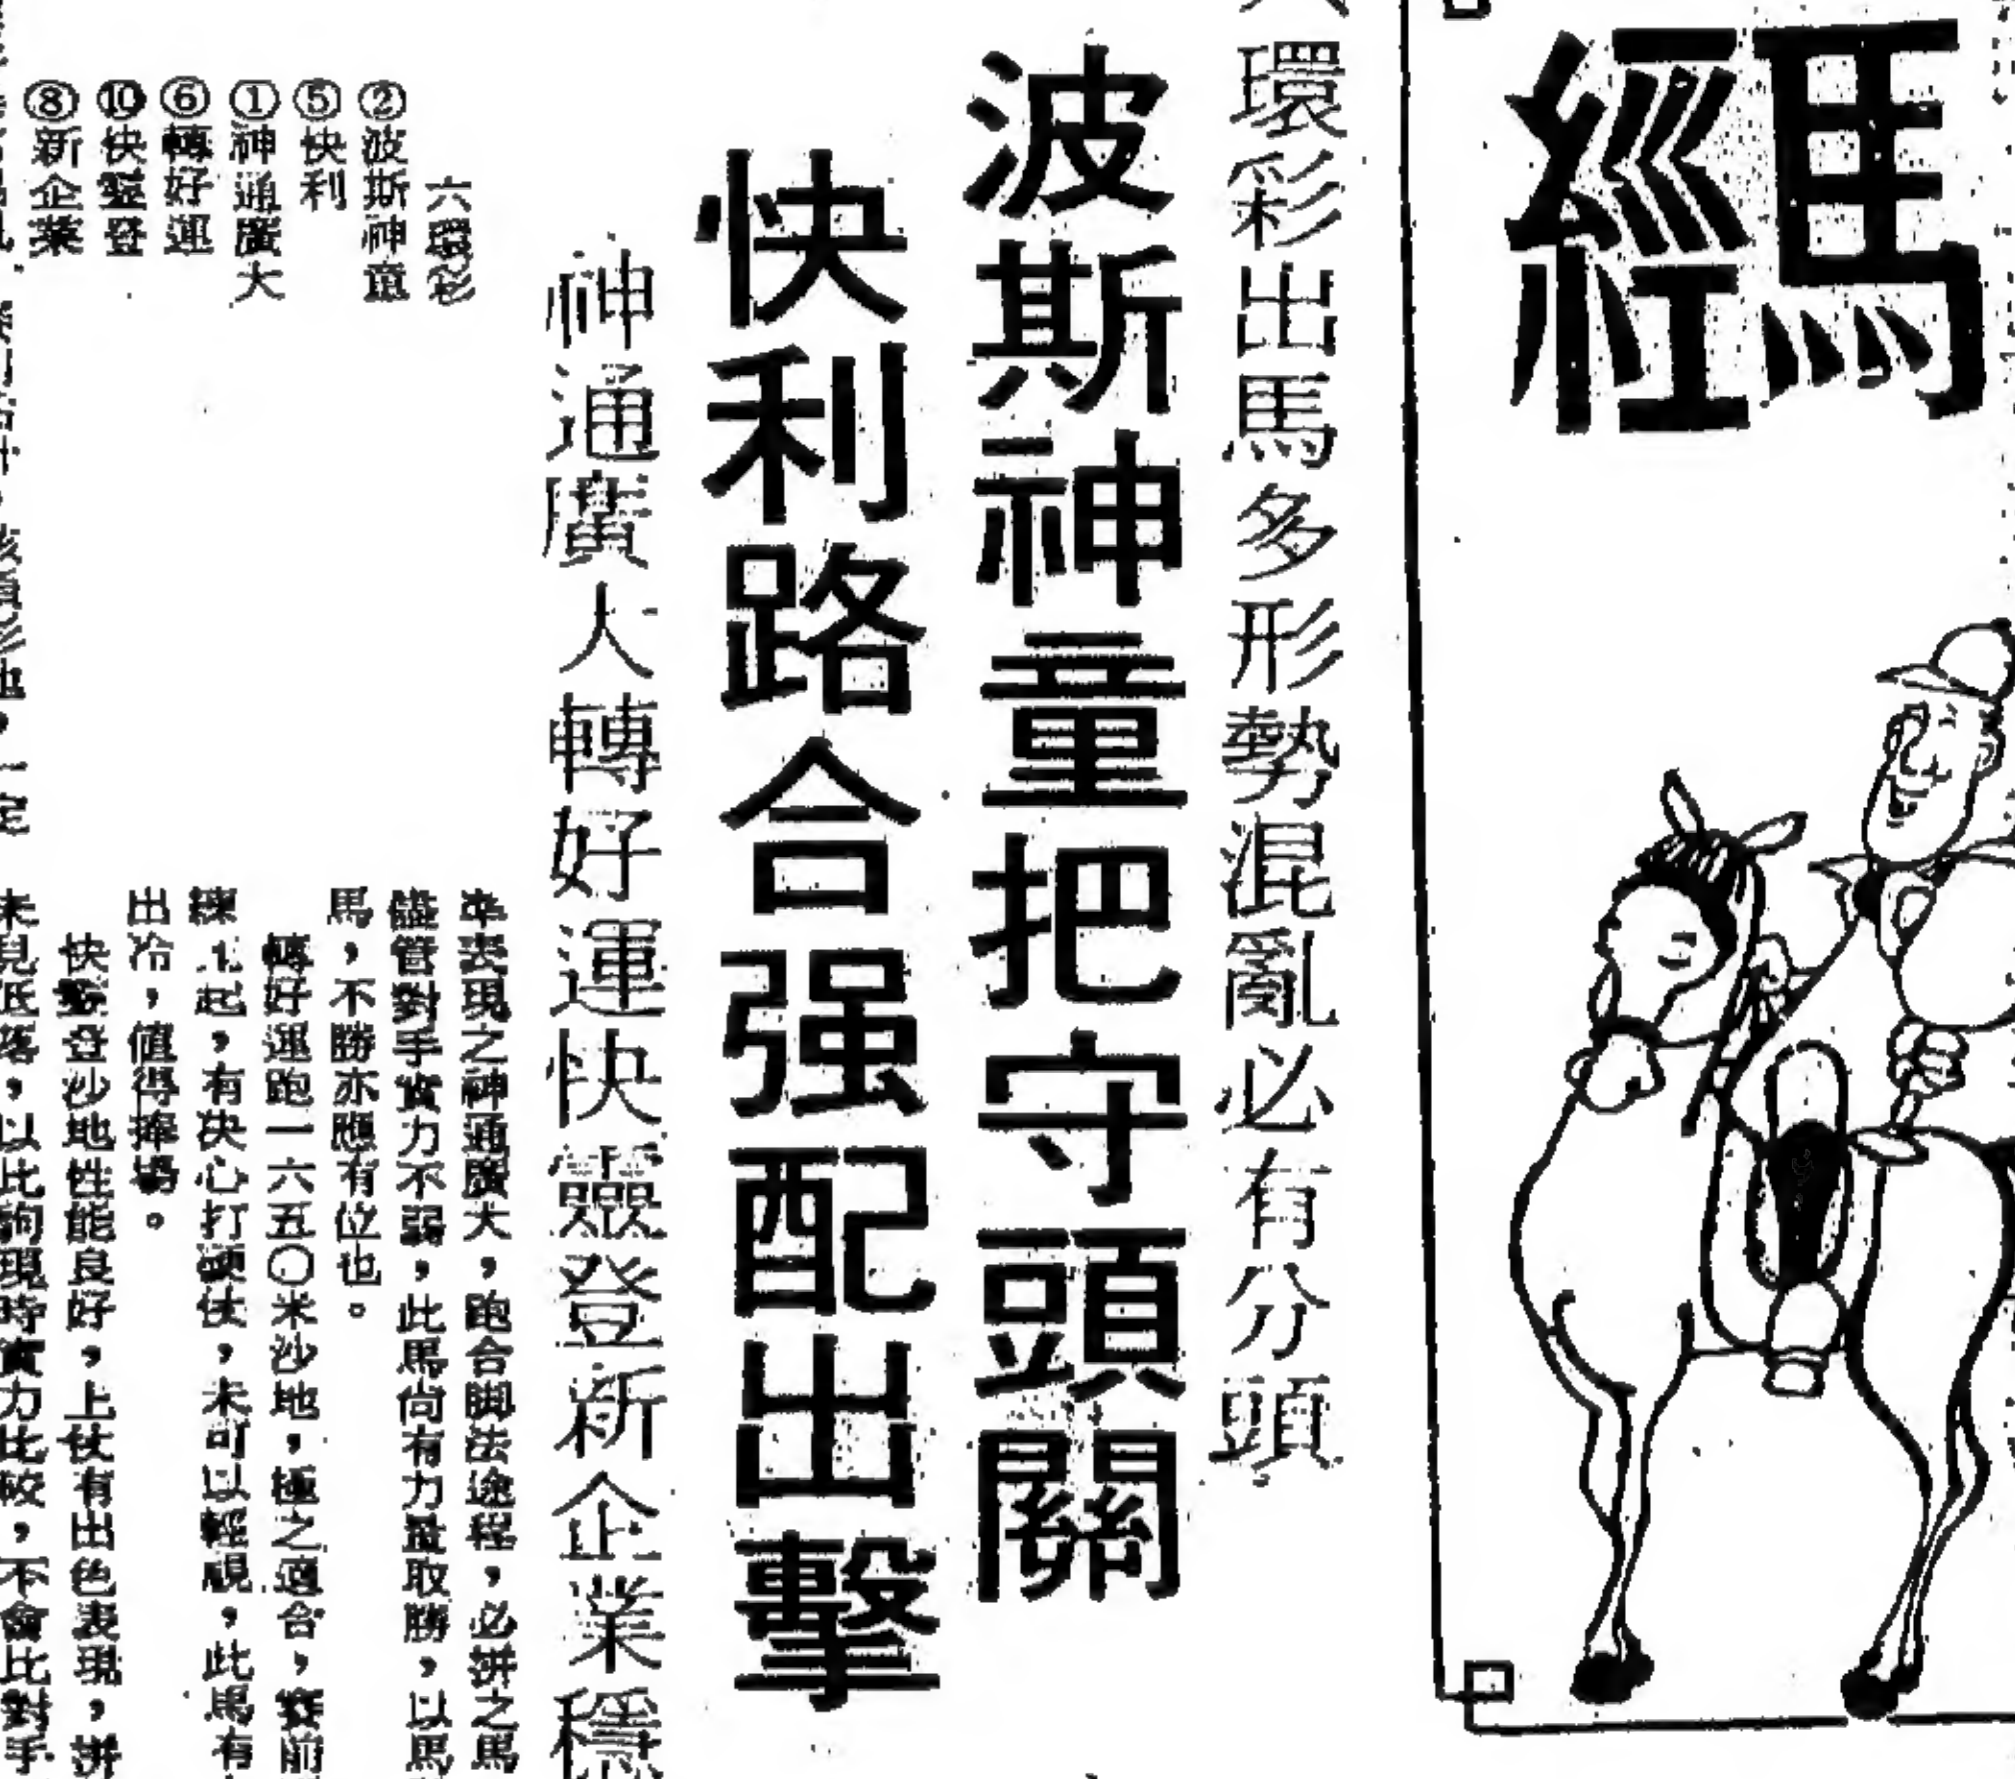 馬經
環彩出馬多形勢混亂必有分頭
波斯神童把守頭關
快利路合强配出擊
神通廣大轉好運快靈登新企業穩
六環彩
②波斯神童
⑤快利
①神通廣大
⑥轉好運
⑩快靈登
⑧新企業
率表現之神通廣大，跑合脚法途程，必拼之馬
儘管對手實力不弱，此馬尚有力量取勝，以馬
馬，不勝亦應有位也。
轉好運跑一六五〇米沙地，極之適合，賽前
練起，有决心打硬仗，未可以輕視，此馬有
出冷，值得捧場。
快靈登沙地性能良好，上仗有出色表現，拼
未見低落，以此駒現時實力比較，不會比對手